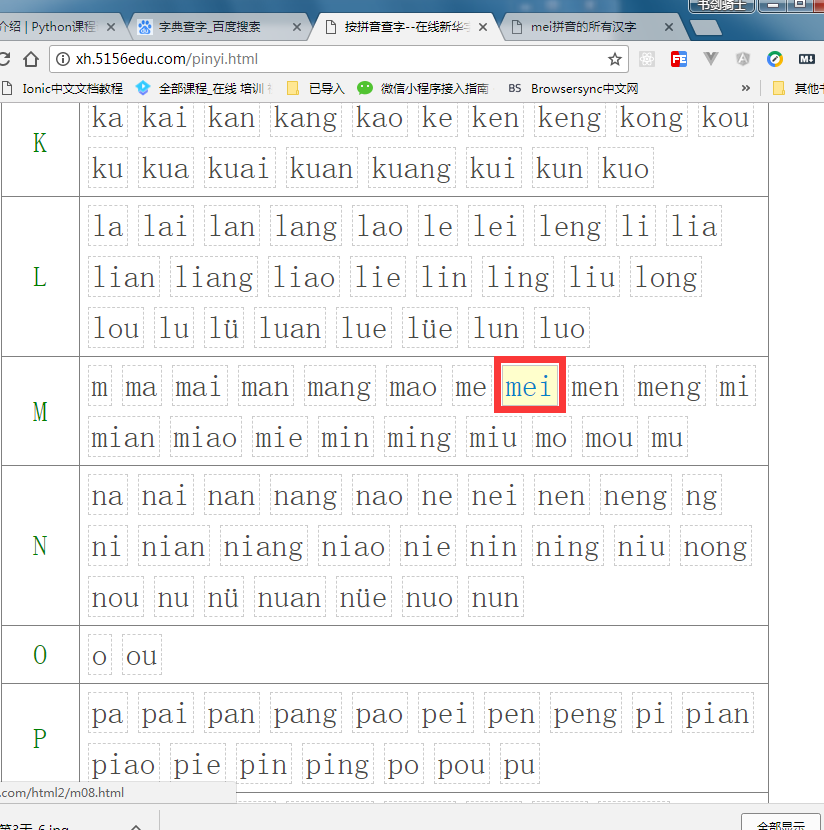 书剑骑士
介绍 | Python课程
字典查字_百度搜索
按拼音查字--在线新华字
mei拼音的所有汉字
xh.5156edu.com/pinyi.html
Ionic中文文档教程 全部课程_在线 培训 已导入 微信小程序接入指南 BS Browsersync中文网 » 其他书
K
ka kai kan kang kao ke ken keng kong kou
ku kua kuai kuan kuang kui kun kuo
L
la lai lan lang lao le lei leng li lia
lian liang liao lie lin ling liu long
lou lu lü luan lue lüe lun luo
M
m ma mai man mang mao me mei men meng mi
mian miao mie min ming miu mo mou mu
N
na nai nan nang nao ne nei nen neng ng
ni nian niang niao nie nin ning niu nong
nou nu nü nuan nüe nuo nun
O
o ou
P
pa pai pan pang pao pei pen peng pi pian
piao pie pin ping po pou pu
.com/html2/m08.html
第3天-6.jpg
全部显示